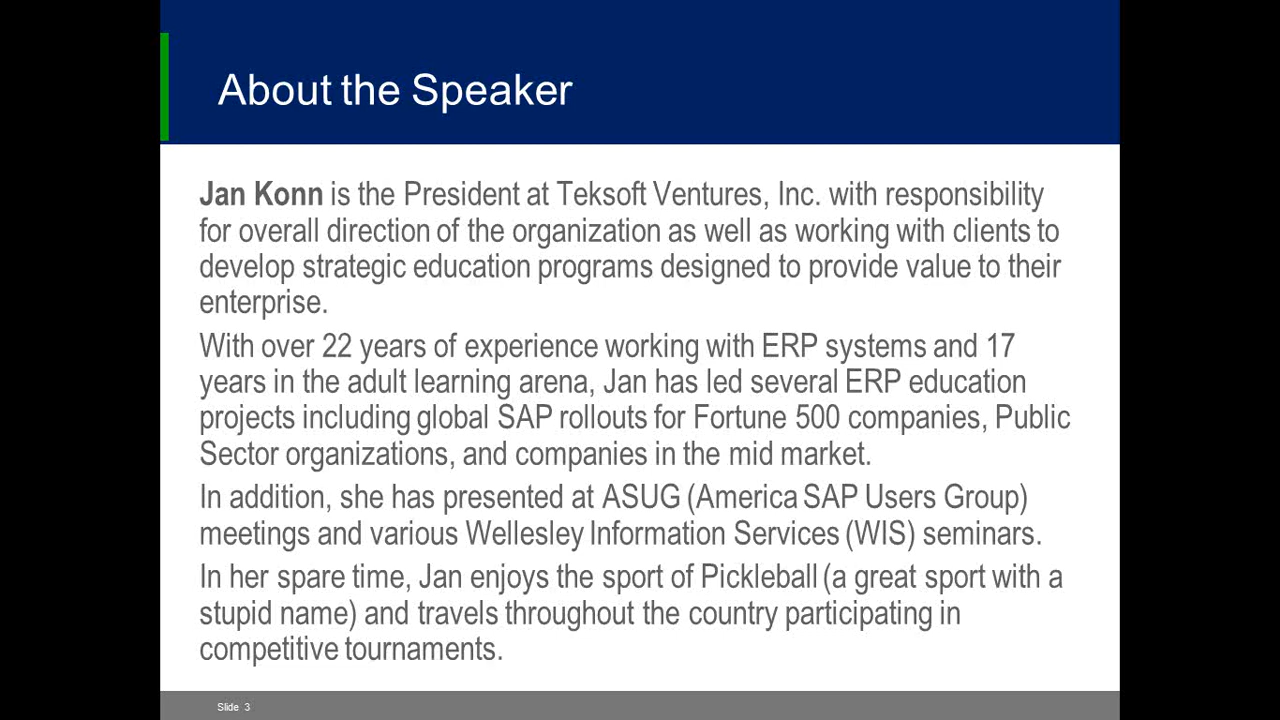 About the Speaker
Jan Konn is the President at Teksoft Ventures, Inc. with responsibility
for overall direction of the organization as well as working with clients to
develop strategic education programs designed to provide value to their
enterprise.
With over 22 years of experience working with ERP systems and 17
years in the adult learning arena, Jan has led several ERP education
projects including global SAP rollouts for Fortune 500 companies, Public
Sector organizations, and companies in the mid market.
In addition, she has presented at ASUG (America SAP Users Group)
meetings and various Wellesley Information Services (WIS) seminars.
In her spare time, Jan enjoys the sport of Pickleball (a great sport with a
stupid name) and travels throughout the country participating in
competitive tournaments.
Slide 3